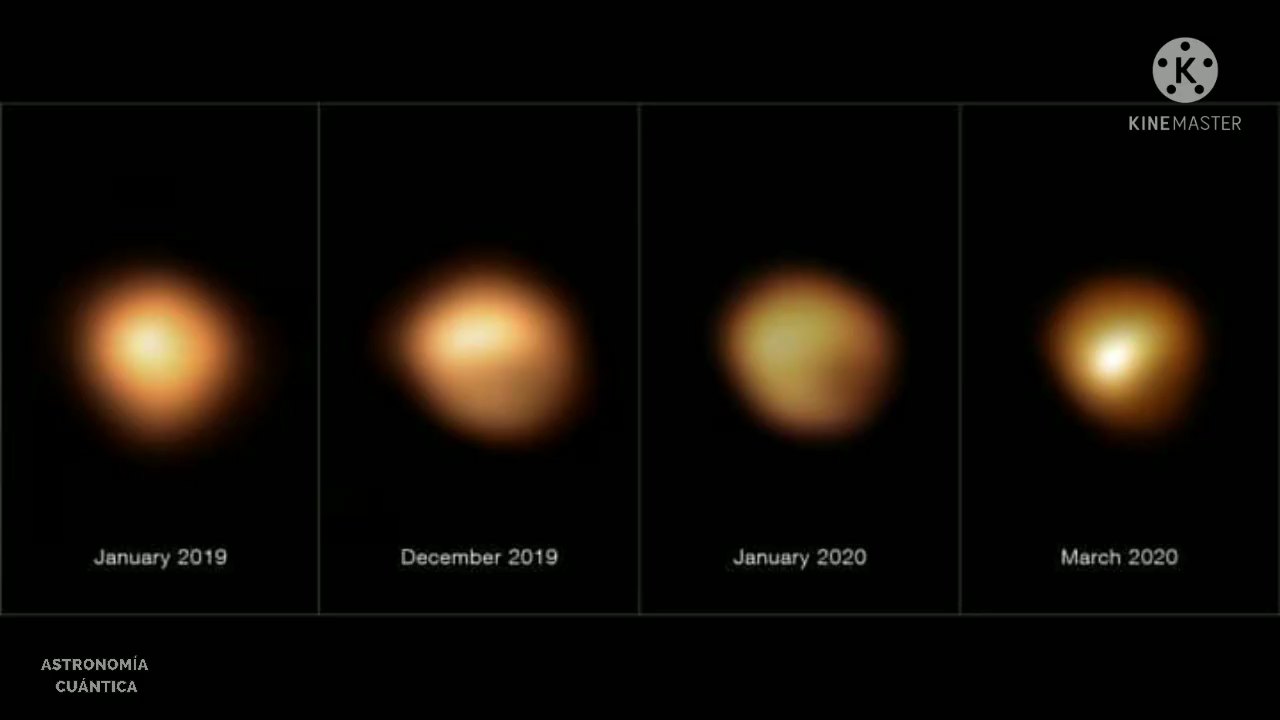 K
KINEMASTER
January 2019
December 2019
January 2020
March 2020
ASTRONOMÍA
CUÁNTICA